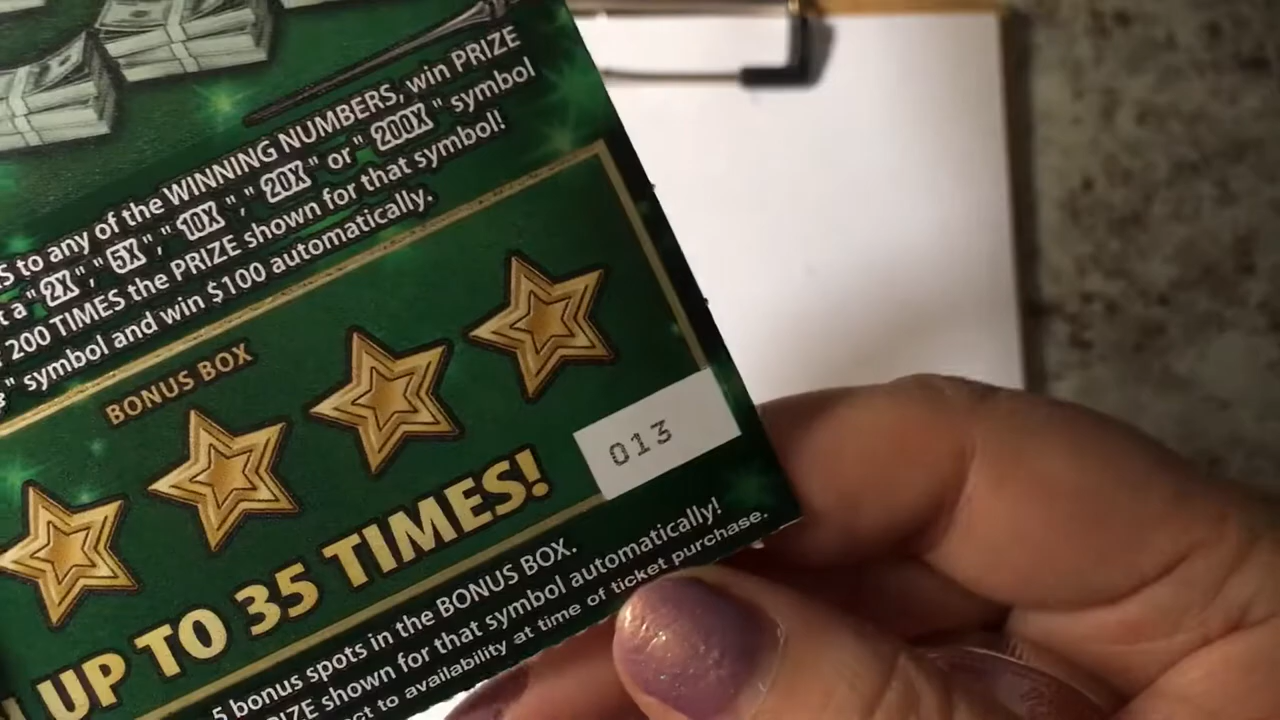 S to any of the WINNING NUMBERS, win PRIZE
t a "2X", "5X", "10X", "20X" or "200X" symbol
200 TIMES the PRIZE shown for that symbol!
" symbol and win $100 automatically.
BONUS BOX
UP TO 35 TIMES!
013
5 bonus spots in the BONUS BOX.
IZE shown for that symbol automatically!
ct to availability at time of ticket purchase.